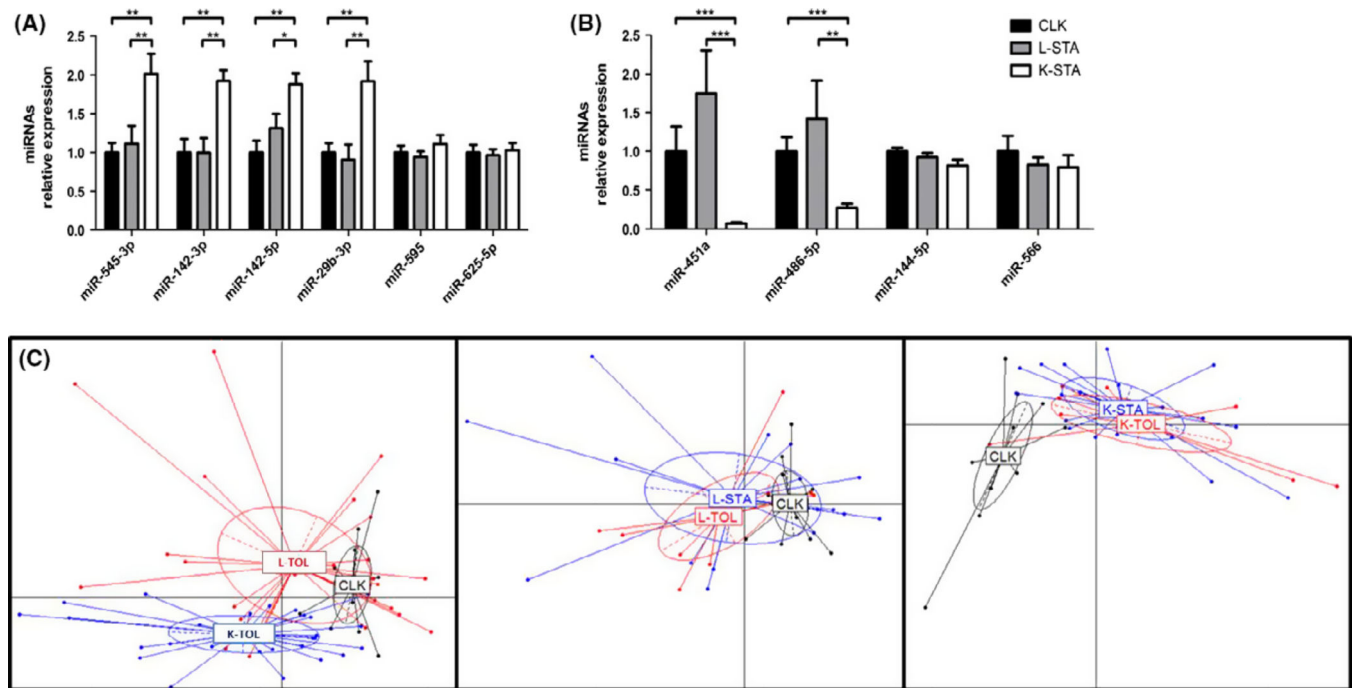 (A)
** ** ** **
** ** * **
miRNAs
relative expression
2.5
2.0
1.5
1.0
0.5
0.0
miR-545-3p
miR-142-3p
miR-142-5p
miR-29b-3p
miR-595
miR-625-5p
(B)
*** ***
*** **
miRNAs
relative expression
2.5
2.0
1.5
1.0
0.5
0.0
miR-451a
miR-486-5p
miR-144-5p
miR-566
CLK
L-STA
K-STA
(C)
L-TOL
CLK
K-TOL
L-STA
CLK
L-TOL
K-STA
K-TOL
CLK